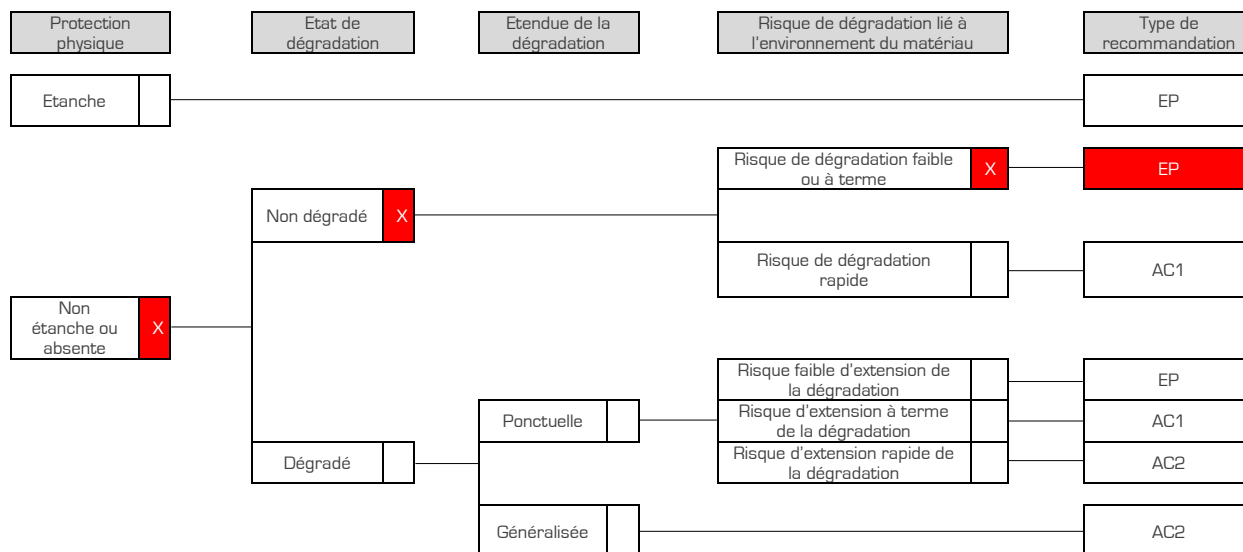 Protection
physique
Etat de
dégradation
Etendue de la
dégradation
Risque de dégradation lié à
l'environnement du matériau
Type de
recommandation
Etanche
EP
Risque de dégradation faible
ou à terme
X
EP
Non dégradé
X
Risque de dégradation
rapide
AC1
Non
étanche ou
absente
X
Risque faible d'extension de
la dégradation
EP
Ponctuelle
Risque d'extension à terme
de la dégradation
AC1
Dégradé
Risque d'extension rapide de
la dégradation
AC2
Généralisée
AC2